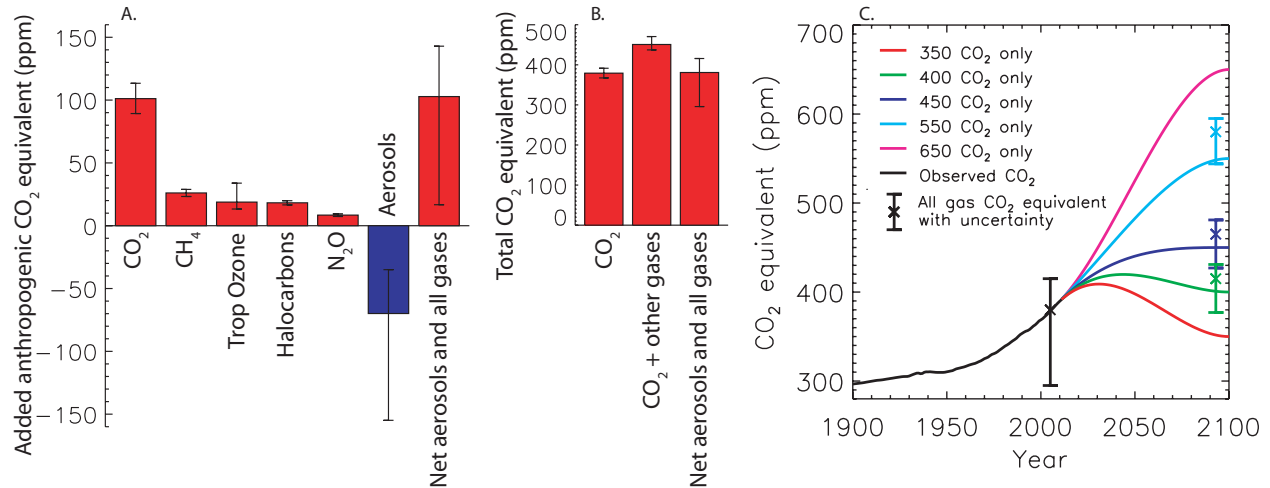 A.
Added anthropogenic CO₂ equivalent (ppm)
150
100
50
0
−50
−100
−150
CO₂
CH₄
Trop Ozone
Halocarbons
N₂O
Aerosols
Net aerosols and all gases
B.
Total CO₂ equivalent (ppm)
500
400
300
400
200
100
0
CO₂
CO₂ + other gases
Net aerosols and all gases
C.
CO₂ equivalent (ppm)
700
600
500
400
300
350 CO₂ only
400 CO₂ only
450 CO₂ only
550 CO₂ only
650 CO₂ only
Observed CO₂
All gas CO₂ equivalent
with uncertainty
1900
1950
2000
2050
2100
Year